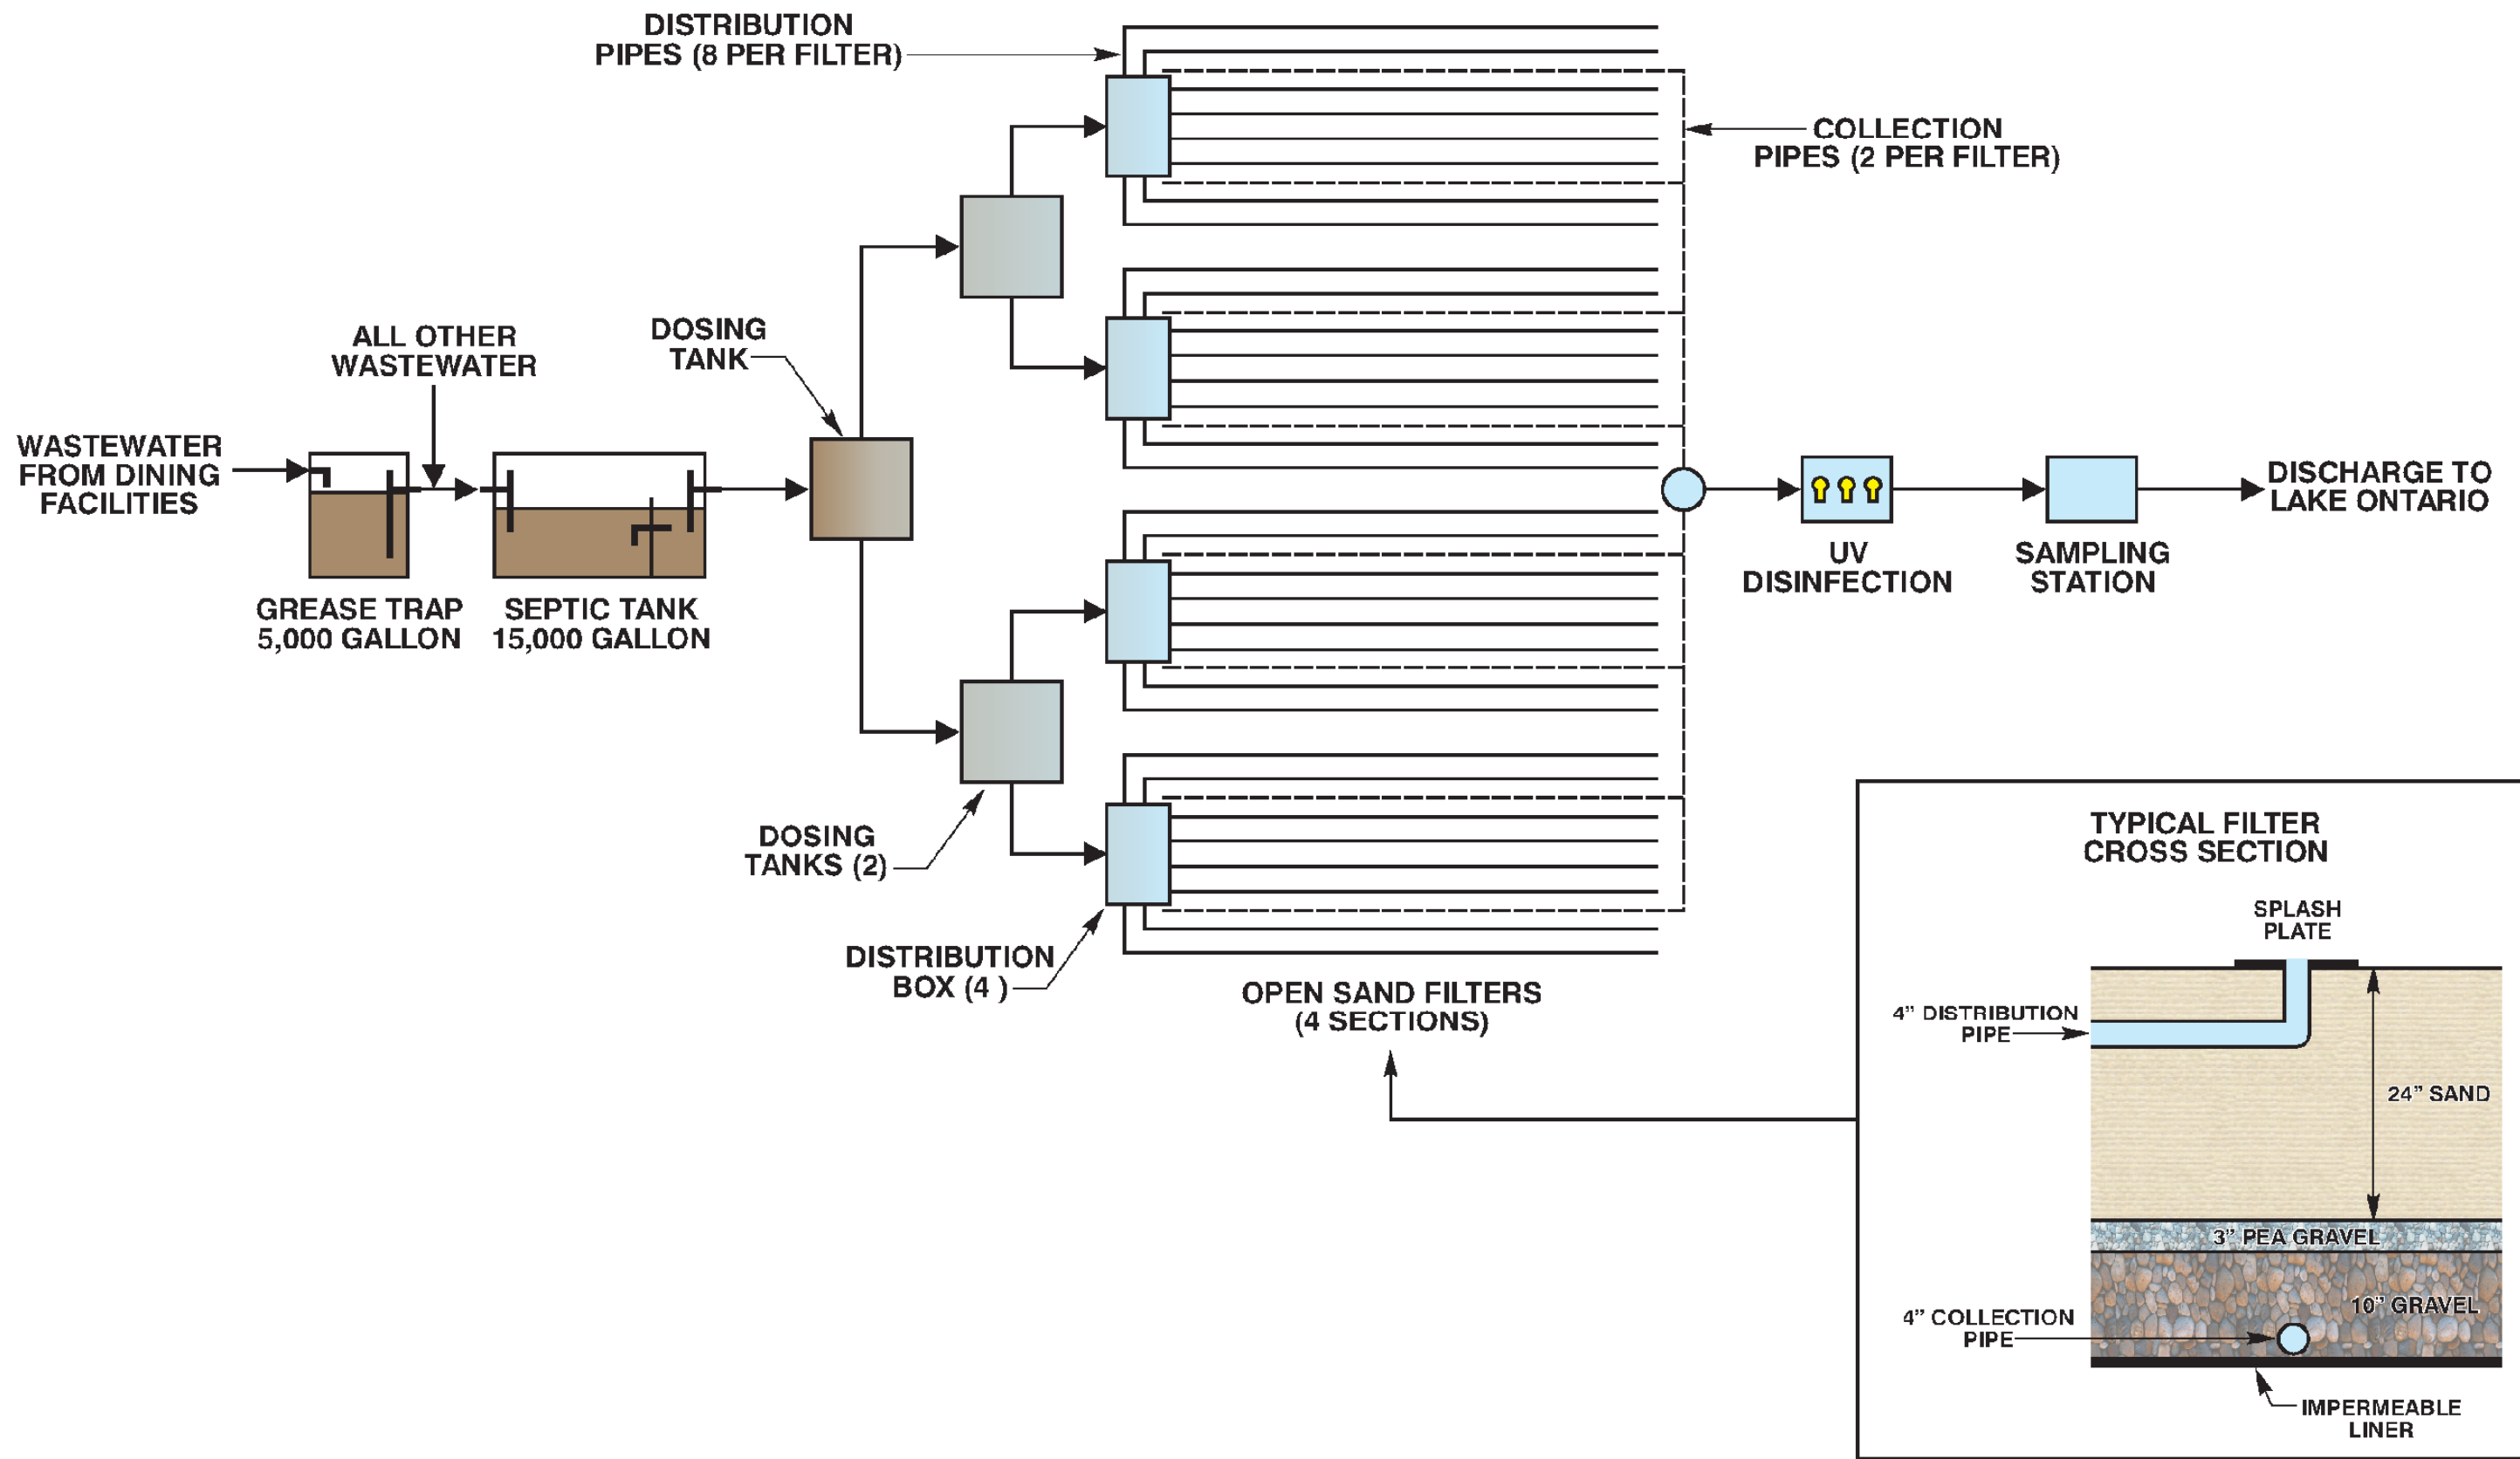 DISTRIBUTION
PIPES (8 PER FILTER)
COLLECTION
PIPES (2 PER FILTER)
ALL OTHER
WASTEWATER
DOSING
TANK
WASTEWATER
FROM DINING
FACILITIES
GREASE TRAP
5,000 GALLON
SEPTIC TANK
15,000 GALLON
UV
DISINFECTION
SAMPLING
STATION
DISCHARGE TO
LAKE ONTARIO
DOSING
TANKS (2)
DISTRIBUTION
BOX (4 )
OPEN SAND FILTERS
(4 SECTIONS)
TYPICAL FILTER
CROSS SECTION
SPLASH
PLATE
4” DISTRIBUTION
PIPE
24” SAND
3” PEA GRAVEL
10” GRAVEL
4” COLLECTION
PIPE
IMPERMEABLE
LINER